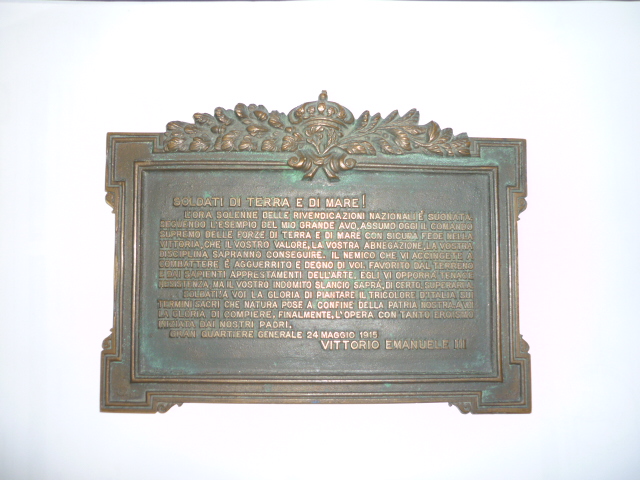 SOLDATI DI TERRA E DI MARE!
L'ORA SOLENNE DELLE RIVENDICAZIONI NAZIONALI È SUONATA.
SEGUENDO L'ESEMPIO DEL MIO GRANDE AVO, ASSUMO OGGI IL COMANDO
SUPREMO DELLE FORZE DI TERRA E DI MARE CON SICURA FEDE NELLA
VITTORIA, CHE IL VOSTRO VALORE, LA VOSTRA ABNEGAZIONE, LA VOSTRA
DISCIPLINA SAPRANNO CONSEGUIRE. IL NEMICO CHE VI ACCINGETE A
COMBATTERE È AGGUERRITO E DEGNO DI VOI. FAVORITO DAL TERRENO
E DAI SAPIENTI APPRESTAMENTI DELL'ARTE, EGLI VI OPPORRÀ TENACE
RESISTENZA, MA IL VOSTRO INDOMITO SLANCIO SAPRÀ, DI CERTO, SUPERARLA.
SOLDATI, A VOI LA GLORIA DI PIANTARE IL TRICOLORE D'ITALIA SUI
TERMINI SACRI CHE NATURA POSE A CONFINE DELLA PATRIA NOSTRA. A VOI
LA GLORIA DI COMPIERE, FINALMENTE, L'OPERA CON TANTO EROISMO
INIZIATA DAI NOSTRI PADRI.
GRAN QUARTIERE GENERALE 24 MAGGIO 1915
VITTORIO EMANUELE III